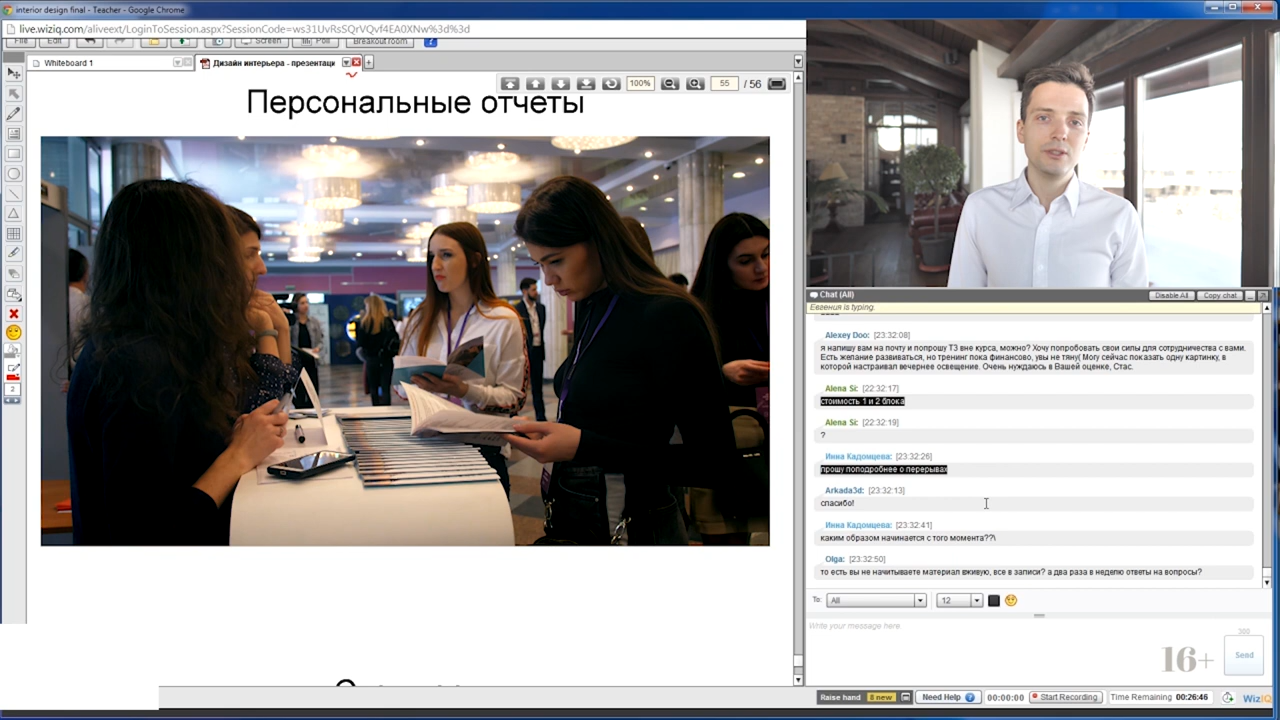 interior design final - Teacher - Google Chrome
live.wiziq.com/aliveext/LoginToSession.aspx?SessionCode=ws31UvRsSQrVQvf4EA0XNw%3d%3d
File Edit Screen Poll Breakout room ?
Whiteboard 1
Дизайн интерьера - презентаци
100% 55 / 56
Персональные отчеты
2
Chat (All) Disable All Copy chat
Евгения is typing.
Alexey Doo: [23:32:08]
я напишу вам на почту и попрошу ТЗ вне курса, можно? Хочу попробовать свои силы для сотрудничества с вами.
Есть желание развиваться, но тренинг пока финансово, увы не тяну( Могу сейчас показать одну картинку, в
которой настраивал вечернее освещение. Очень нуждаюсь в Вашей оценке, Стас.
Alena Si: [22:32:17]
стоимость 1 и 2 блока
Alena Si: [22:32:19]
?
Инна Кадомцева: [23:32:26]
прошу поподробнее о перерывах
Arkada3d: [23:32:13]
спасибо!
Инна Кадомцева: [23:32:41]
каким образом начинается с того момента??\
Olga: [23:32:50]
то есть вы не начитываете материал вживую, все в записи? а два раза в неделю ответы на вопросы?
To: All 12
Write your message here
300
Send
16+
Raise hand 8 new Need Help ? 00:00:00 Start Recording Time Remaining 00:26:46 WizIQ